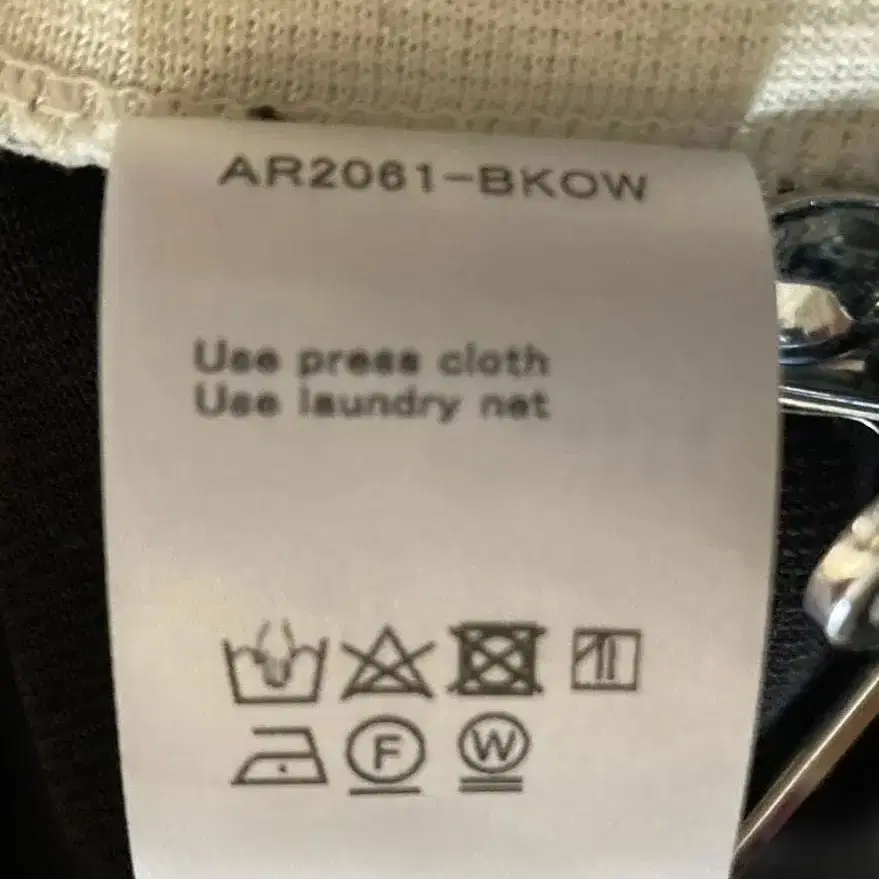 AR2061-BKOW
Use press cloth
Use laundry net
F W